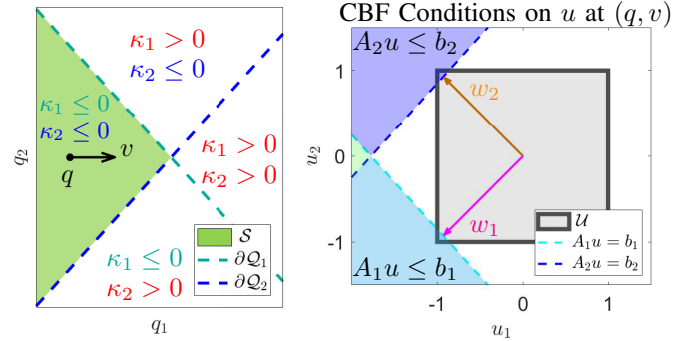 CBF Conditions on u at (q, v)
κ₁ > 0
κ₂ ≤ 0
κ₁ ≤ 0
κ₂ ≤ 0
v
q
κ₁ > 0
κ₂ > 0
κ₁ ≤ 0
κ₂ > 0
S
∂Q₁
∂Q₂
q₂
q₁
A₂u ≤ b₂
w₂
w₁
A₁u ≤ b₁
U
A₁u = b₁
A₂u = b₂
1
0
-1
u₂
-1
0
1
u₁